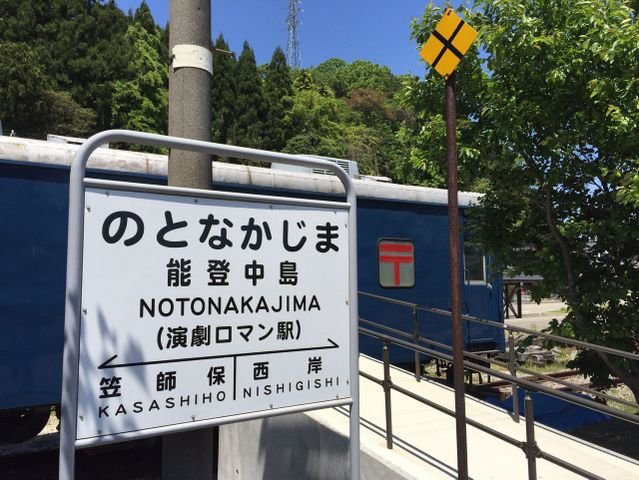 のとなかじま
能登中島
NOTONAKAJIMA
(演劇ロマン駅)
笠師保 西岸
KASASHIHO NISHIGISHI
〒